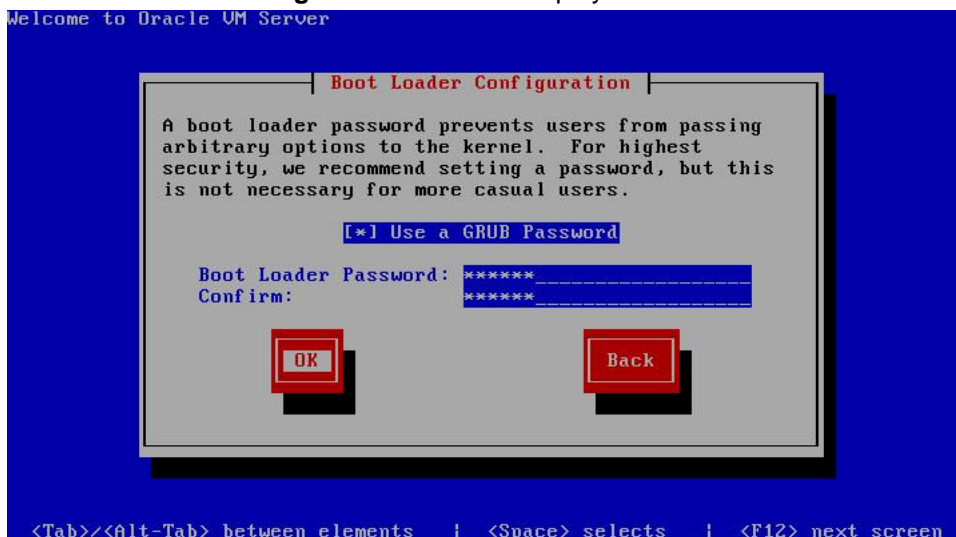 Welcome to Oracle VM Server
Boot Loader Configuration
A boot loader password prevents users from passing
arbitrary options to the kernel.  For highest
security, we recommend setting a password, but this
is not necessary for more casual users.
[*] Use a GRUB Password
Boot Loader Password: ******
Confirm: ******
OK Back
<Tab>/<Alt-Tab> between elements | <Space> selects | <F12> next screen